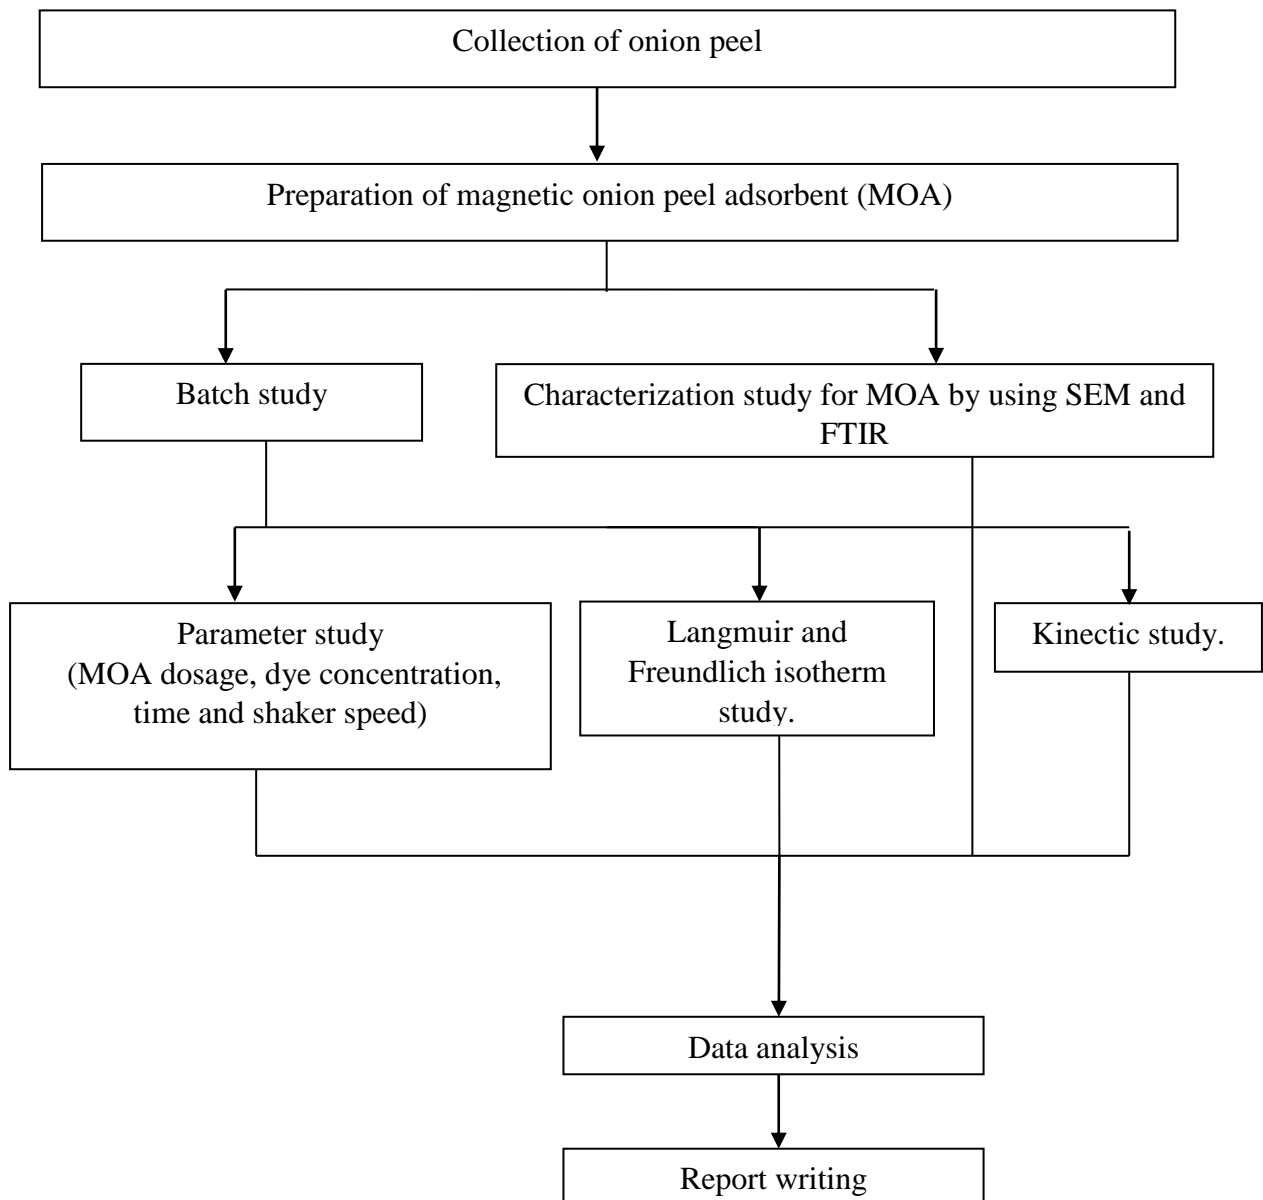 Collection of onion peel
Preparation of magnetic onion peel adsorbent (MOA)
Batch study
Characterization study for MOA by using SEM and
FTIR
Parameter study
(MOA dosage, dye concentration,
time and shaker speed)
Langmuir and
Freundlich isotherm
study.
Kinectic study.
Data analysis
Report writing